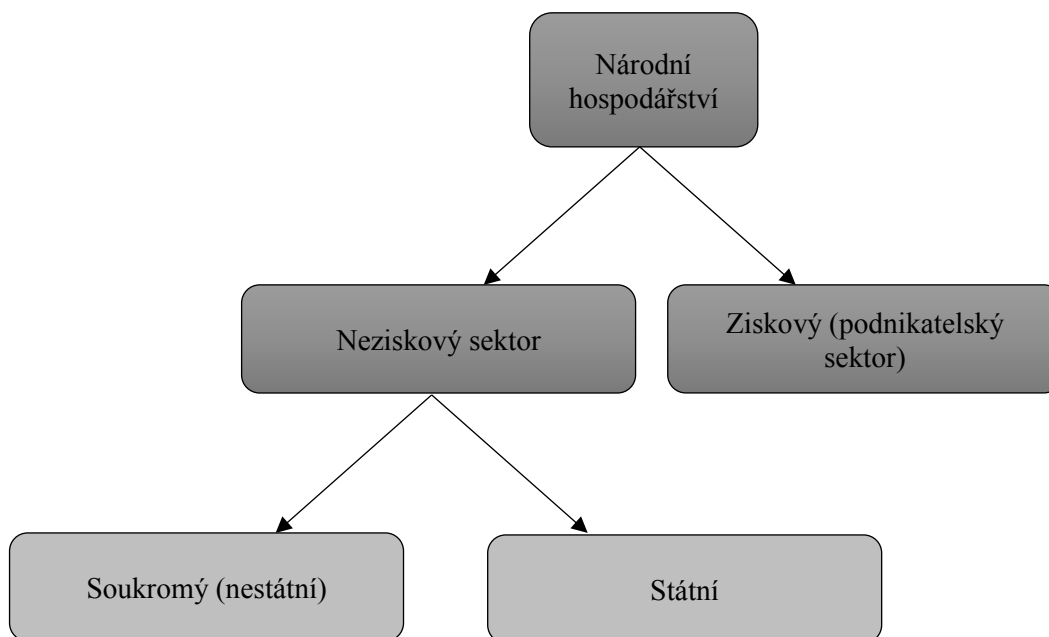 Národní
hospodářství
Neziskový sektor
Ziskový (podnikatelský
sektor)
Soukromý (nestátní)
Státní